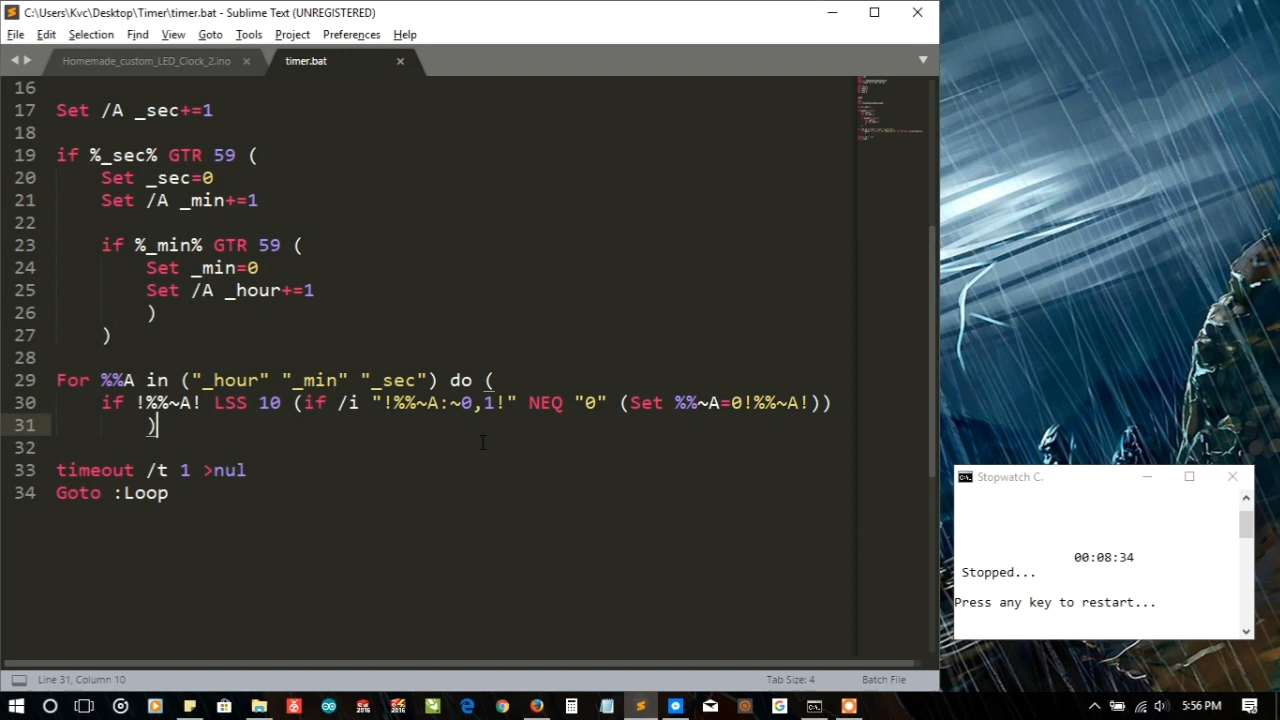 C:\Users\Kvc\Desktop\Timer\timer.bat - Sublime Text (UNREGISTERED)
File Edit Selection Find View Goto Tools Project Preferences Help
Homemade_custom_LED_Clock_2.ino timer.bat
16
17 Set /A _sec+=1
18
19 if %_sec% GTR 59 (
20 Set _sec=0
21 Set /A _min+=1
22
23 if %_min% GTR 59 (
24 Set _min=0
25 Set /A _hour+=1
26 )
27 )
28
29 For %%A in ("_hour" "_min" "_sec") do (
30 if !%%~A! LSS 10 (if /i "!%%~A:~0,1!" NEQ "0" (Set %%~A=0!%%~A!))
31 )
32
33 timeout /t 1 >nul
34 Goto :Loop
Line 31, Column 10 Tab Size: 4 Batch File
Stopwatch C.
00:08:34
Stopped...
Press any key to restart...
5:56 PM